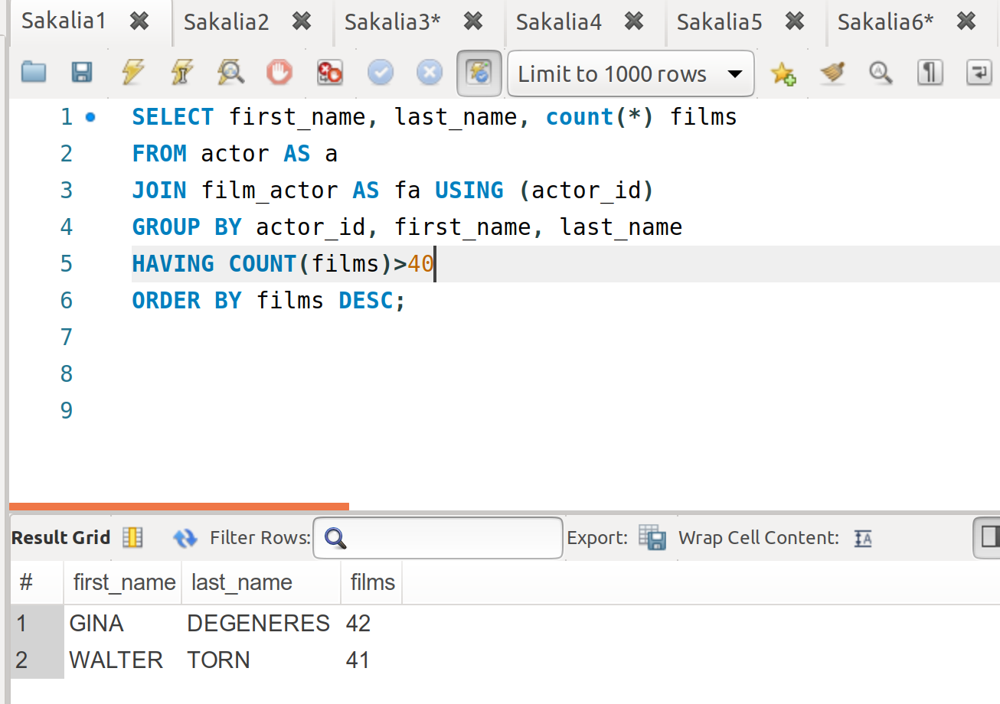 Sakalia1 Sakalia2 Sakalia3* Sakalia4 Sakalia5 Sakalia6*
Limit to 1000 rows
1 SELECT first_name, last_name, count(*) films
2 FROM actor AS a
3 JOIN film_actor AS fa USING (actor_id)
4 GROUP BY actor_id, first_name, last_name
5 HAVING COUNT(films)>40
6 ORDER BY films DESC;
7
8
9
Result Grid Filter Rows: Export: Wrap Cell Content:
# first_name last_name films
1 GINA DEGENERES 42
2 WALTER TORN 41